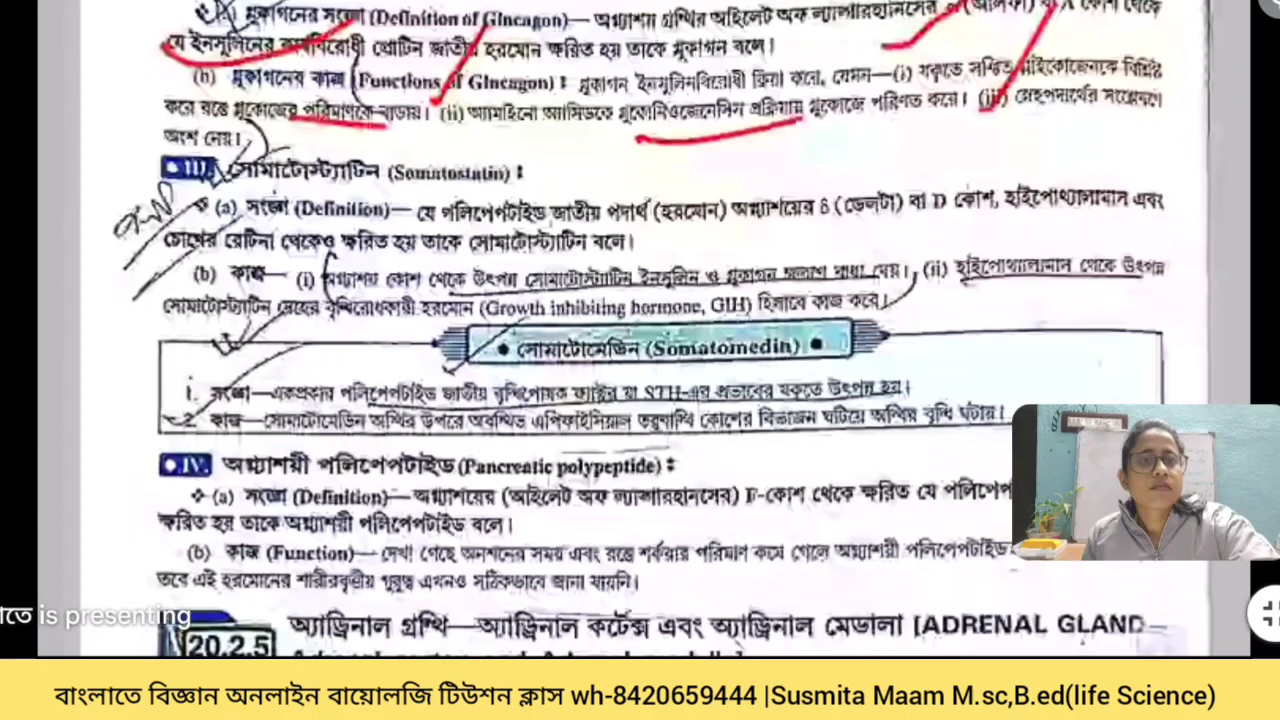 গ্লুকাগনের সংজ্ঞা (Definition of Glucagon)— অগ্ন্যাশয় গ্রন্থির আইলেট অফ ল্যাঙ্গারহ্যানসের কোশ থেকে
যে ইনসুলিনের বিরোধী প্রোটিন জাতীয় হরমোন ক্ষরিত হয় তাকে গ্লুকাগন বলে।
(b) গ্লুকাগনের কাজ (Functions of Glucagon) : গ্লুকাগন ইনসুলিনবিরোধী ক্রিয়া করে, যেমন—(i) যকৃতে সঞ্চিত গ্লাইকোজেনকে বিশ্লিষ্ট
করে রক্তে গ্লুকোজের পরিমাণকে বাড়ায়। (ii) অ্যামাইনো অ্যাসিডকে গ্লুকোনিওজেনেসিস প্রক্রিয়ায় গ্লুকোজে পরিণত করে। (iii) স্নেহপদার্থের সংশ্লেষণে
অংশ নেয়।
• III. সোমাটোস্ট্যাটিন (Somatostatin) :
❖ (a) সংজ্ঞা (Definition)— যে পলিপেপটাইড জাতীয় পদার্থ (হরমোন) অগ্ন্যাশয়ের δ (ডেলটা) বা D কোশ, হাইপোথ্যালামাস এবং
চোখের রেটিনা থেকেও ক্ষরিত হয় তাকে সোমাটোস্ট্যাটিন বলে।
(b) কাজ— (i) অগ্ন্যাশয় কোশ থেকে উৎপন্ন সোমাটোস্ট্যাটিন ইনসুলিন ও গ্লুকাগন ক্ষরণে বাধা দেয়। (ii) হাইপোথ্যালামাস থেকে উৎপন্ন
সোমাটোস্ট্যাটিন দেহের বৃদ্ধিরোধকারী হরমোন (Growth inhibiting hormone, GIH) হিসাবে কাজ করে।
• সোমাটোমেডিন (Somatomedin) •
1. সংজ্ঞা—একপ্রকার পলিপেপটাইড জাতীয় বৃদ্ধিপোষক ফ্যাক্টর যা STH-এর প্রভাবের যকৃতে উৎপন্ন হয়।
2. কাজ—সোমাটোমেডিন অস্থির উপরে অবস্থিত এপিফাইসিয়াল তরুণাস্থি কোশের বিভাজন ঘটিয়ে অস্থির বৃদ্ধি ঘটায়।
• IV. অগ্ন্যাশয়ী পলিপেপটাইড (Pancreatic polypeptide) :
❖ (a) সংজ্ঞা (Definition)— অগ্ন্যাশয়ের (আইলেট অফ ল্যাঙ্গারহানসের) F-কোশ থেকে ক্ষরিত যে পলিপেপ
ক্ষরিত হয় তাকে অগ্ন্যাশয়ী পলিপেপটাইড বলে।
(b) কাজ (Function)— দেখা গেছে অনশনের সময় এবং রক্তে শর্করার পরিমাণ কমে গেলে অগ্ন্যাশয়ী পলিপেপটাইড
তবে এই হরমোনের শারীরবৃত্তীয় গুরুত্ব এখনও সঠিকভাবে জানা যায়নি।
াতে is presenting
20.2.5 অ্যাড্রিনাল গ্রন্থি—অ্যাড্রিনাল কর্টেক্স এবং অ্যাড্রিনাল মেডালা [ADRENAL GLAND—
বাংলাতে বিজ্ঞান অনলাইন বায়োলজি টিউশন ক্লাস wh-8420659444 |Susmita Maam M.sc,B.ed(life Science)